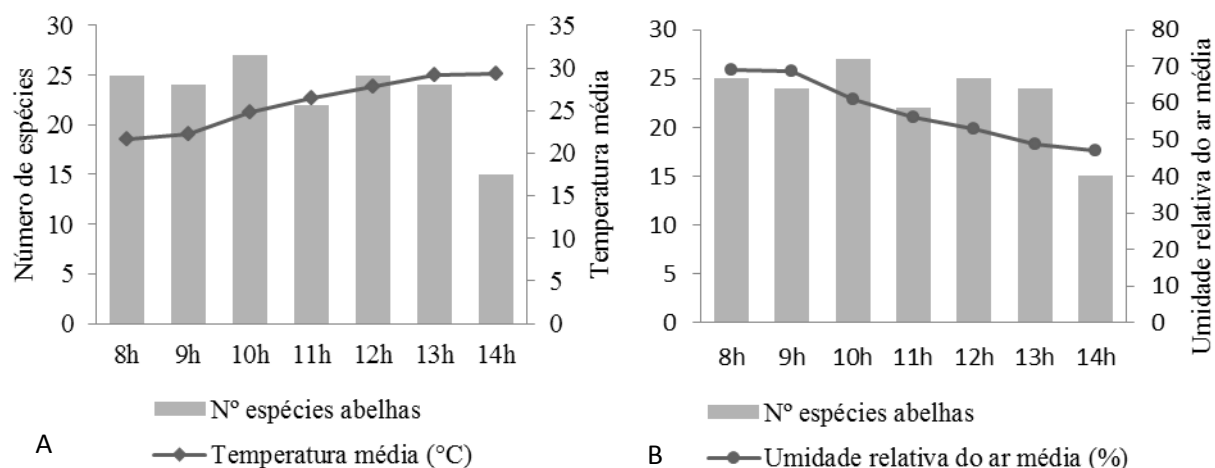 30
25
20
15
10
5
0
Número de espécies
35
30
25
20
15
10
5
0
Temperatura média
8h 9h 10h 11h 12h 13h 14h
Nº espécies abelhas
Temperatura média (°C)
A
30
25
20
15
10
5
0
80
70
60
50
40
30
20
10
0
Umidade relativa do ar média
8h 9h 10h 11h 12h 13h 14h
Nº espécies abelhas
Umidade relativa do ar média (%)
B